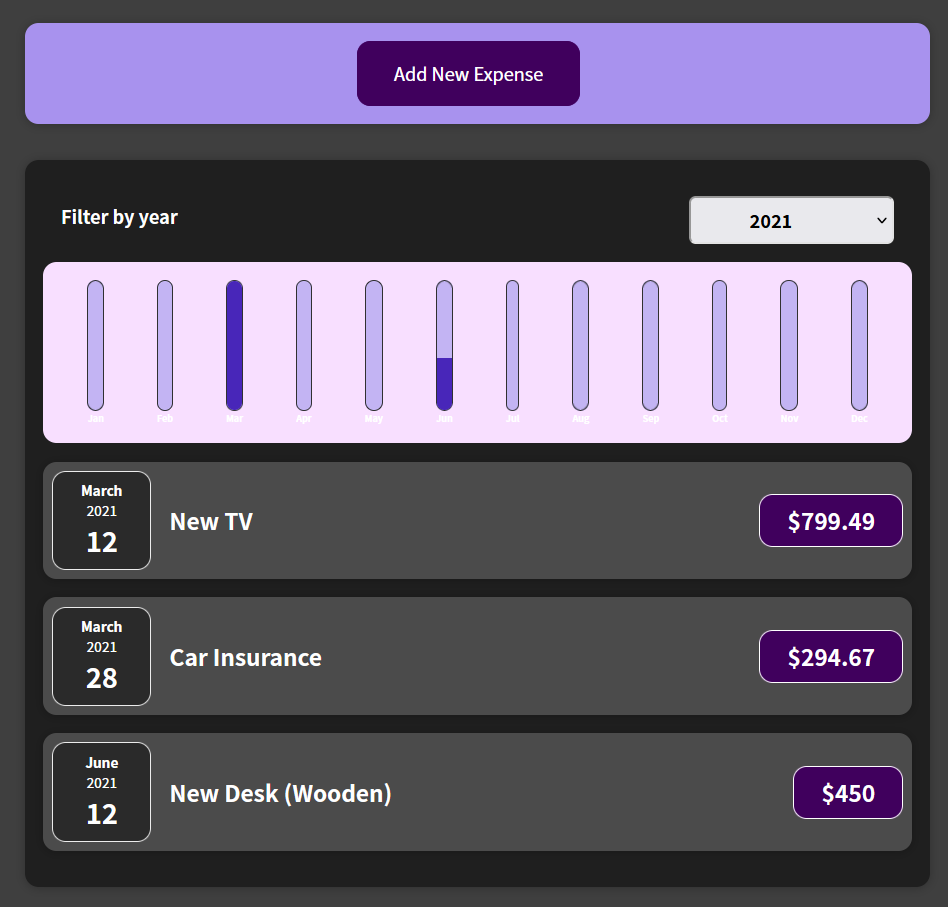 Add New Expense
Filter by year
2021
Jan Feb Mar Apr May Jun Jul Aug Sep Oct Nov Dec
March
2021
12
New TV
$799.49
March
2021
28
Car Insurance
$294.67
June
2021
12
New Desk (Wooden)
$450